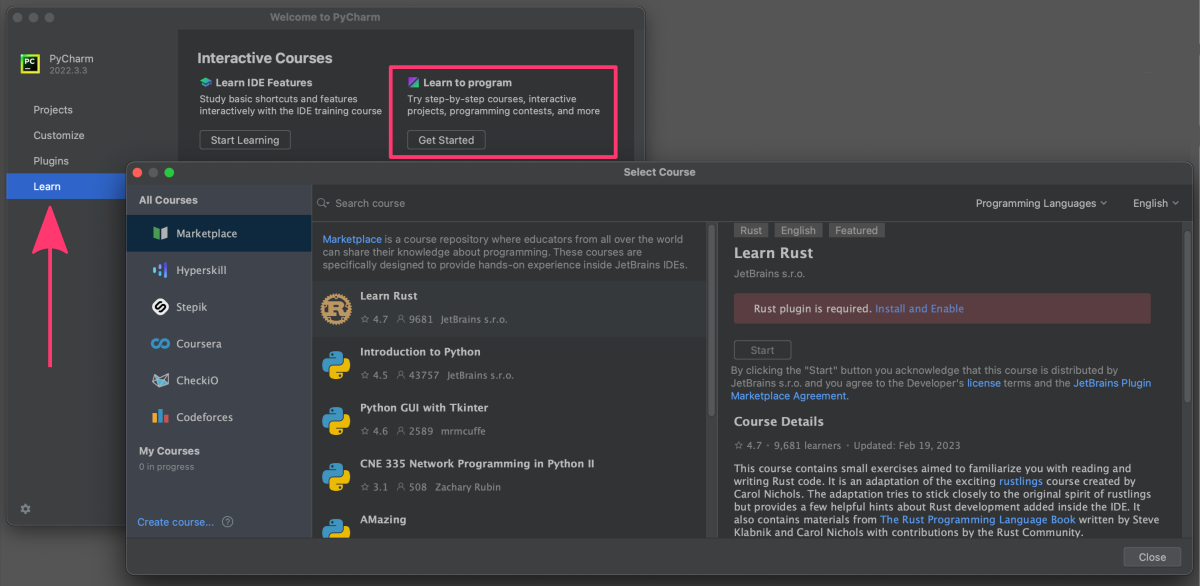 Welcome to PyCharm
PC
PyCharm
2022.3.3
Projects
Customize
Plugins
Learn
Interactive Courses
Learn IDE Features
Study basic shortcuts and features
interactively with the IDE training course
Start Learning
Learn to program
Try step-by-step courses, interactive
projects, programming contests, and more
Get Started
Select Course
All Courses
Marketplace
Hyperskill
Stepik
Coursera
CheckiO
Codeforces
My Courses
0 in progress
Create course... ?
Search course
Programming Languages
English
Marketplace is a course repository where educators from all over the world
can share their knowledge about programming. These courses are
specifically designed to provide hands-on experience inside JetBrains IDEs.
Learn Rust
4.7 9681 JetBrains s.r.o.
Introduction to Python
4.5 43757 JetBrains s.r.o.
Python GUI with Tkinter
4.6 2589 mrmcuffe
CNE 335 Network Programming in Python II
3.1 508 Zachary Rubin
AMazing
Rust English Featured
Learn Rust
JetBrains s.r.o.
Rust plugin is required. Install and Enable
Start
By clicking the "Start" button you acknowledge that this course is distributed by
JetBrains s.r.o. and you agree to the Developer's license terms and the JetBrains Plugin
Marketplace Agreement.
Course Details
4.7 · 9,681 learners · Updated: Feb 19, 2023
This course contains small exercises aimed to familiarize you with reading and
writing Rust code. It is an adaptation of the exciting rustlings course created by
Carol Nichols. The adaptation tries to stick closely to the original spirit of rustlings
but provides a few helpful hints about Rust development added inside the IDE. It
also contains materials from The Rust Programming Language Book written by Steve
Klabnik and Carol Nichols with contributions by the Rust Community.
Close